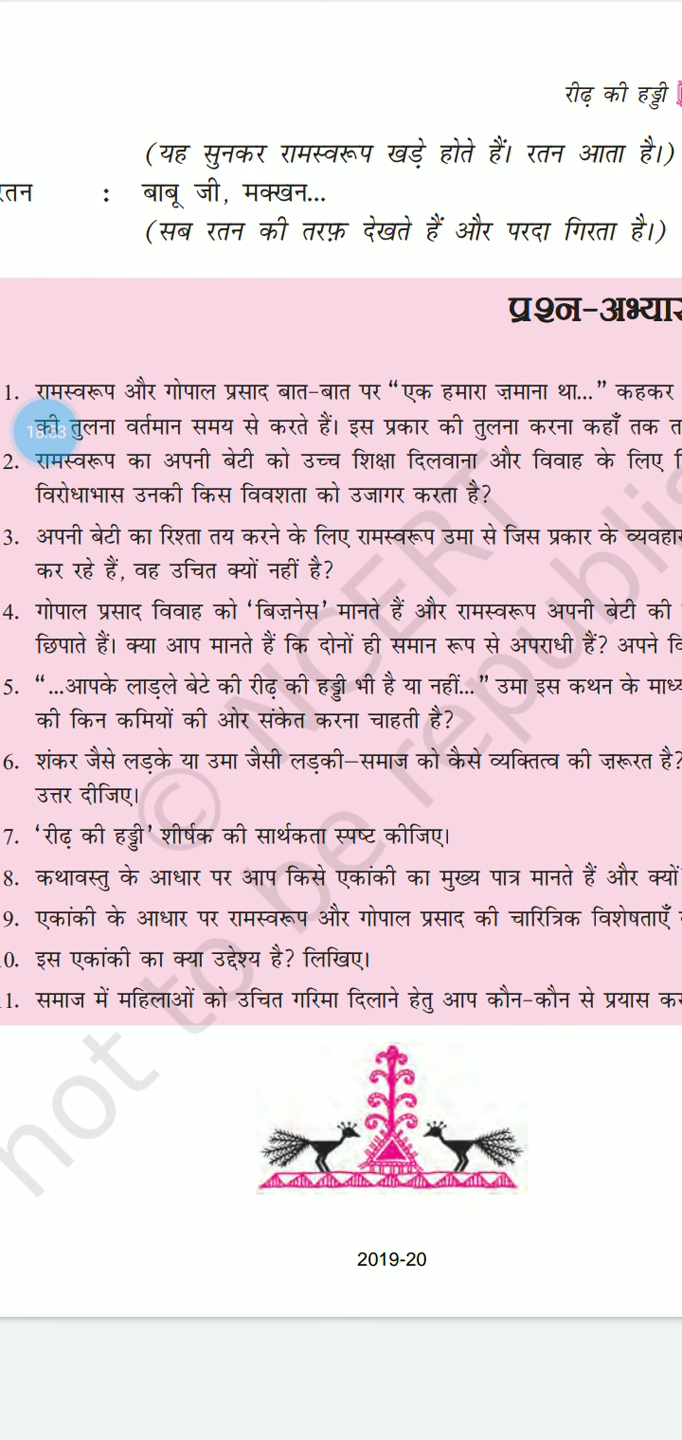 रीढ़ की हड्डी
(यह सुनकर रामस्वरूप खड़े होते हैं। रतन आता है।)
रतन : बाबू जी, मक्खन...
(सब रतन की तरफ़ देखते हैं और परदा गिरता है।)
प्रश्न-अभ्यास
1. रामस्वरूप और गोपाल प्रसाद बात-बात पर “एक हमारा ज़माना था...” कहकर
की तुलना वर्तमान समय से करते हैं। इस प्रकार की तुलना करना कहाँ तक
2. रामस्वरूप का अपनी बेटी को उच्च शिक्षा दिलवाना और विवाह के लिए
विरोधाभास उनकी किस विवशता को उजागर करता है?
3. अपनी बेटी का रिश्ता तय करने के लिए रामस्वरूप उमा से जिस प्रकार के व्यवहार
कर रहे हैं, वह उचित क्यों नहीं है?
4. गोपाल प्रसाद विवाह को ‘बिज़नेस’ मानते हैं और रामस्वरूप अपनी बेटी की
छिपाते हैं। क्या आप मानते हैं कि दोनों ही समान रूप से अपराधी हैं? अपने
5. “...आपके लाड़ले बेटे की रीढ़ की हड्डी भी है या नहीं...” उमा इस कथन के
की किन कमियों की ओर संकेत करना चाहती है?
6. शंकर जैसे लड़के या उमा जैसी लड़की–समाज को कैसे व्यक्तित्व की ज़रूरत है?
उत्तर दीजिए।
7. ‘रीढ़ की हड्डी’ शीर्षक की सार्थकता स्पष्ट कीजिए।
8. कथावस्तु के आधार पर आप किसे एकांकी का मुख्य पात्र मानते हैं और क्यों
9. एकांकी के आधार पर रामस्वरूप और गोपाल प्रसाद की चारित्रिक विशेषताएँ
0. इस एकांकी का क्या उद्देश्य है? लिखिए।
1. समाज में महिलाओं को उचित गरिमा दिलाने हेतु आप कौन-कौन से प्रयास
© NCERT
not to be republis
2019-20